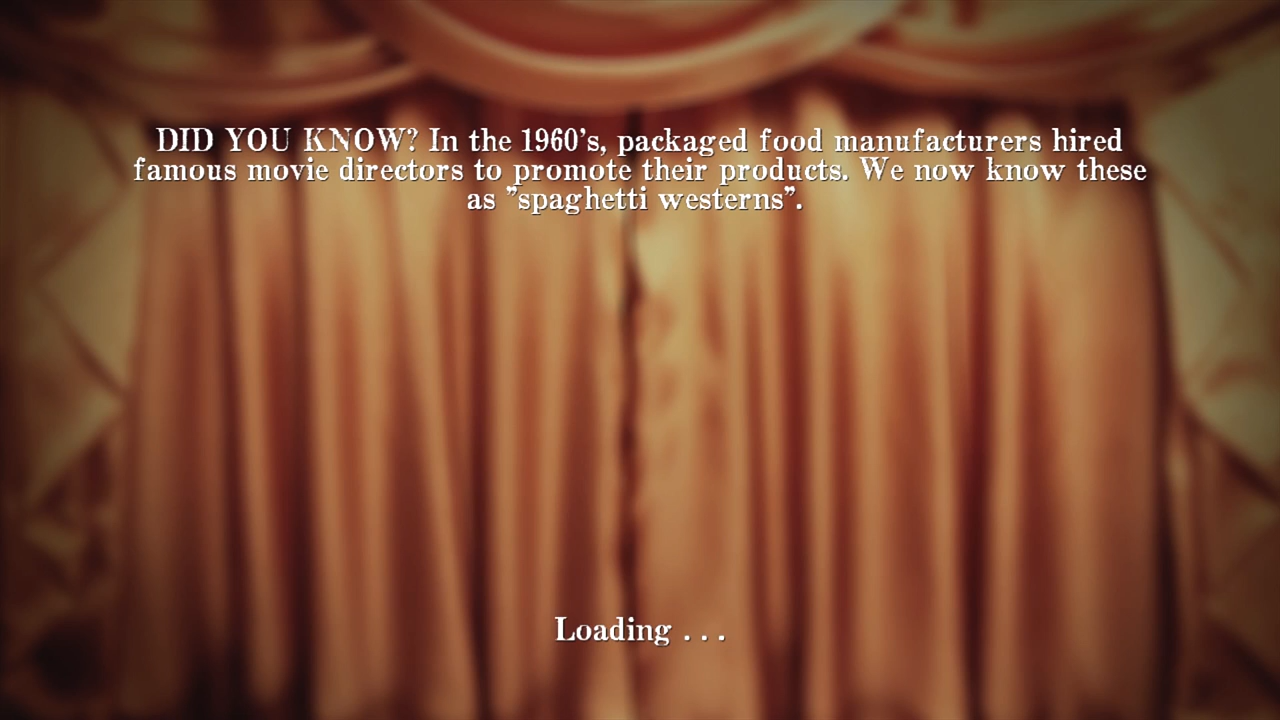 DID YOU KNOW? In the 1960's, packaged food manufacturers hired
famous movie directors to promote their products. We now know these
as "spaghetti westerns".
Loading . . .